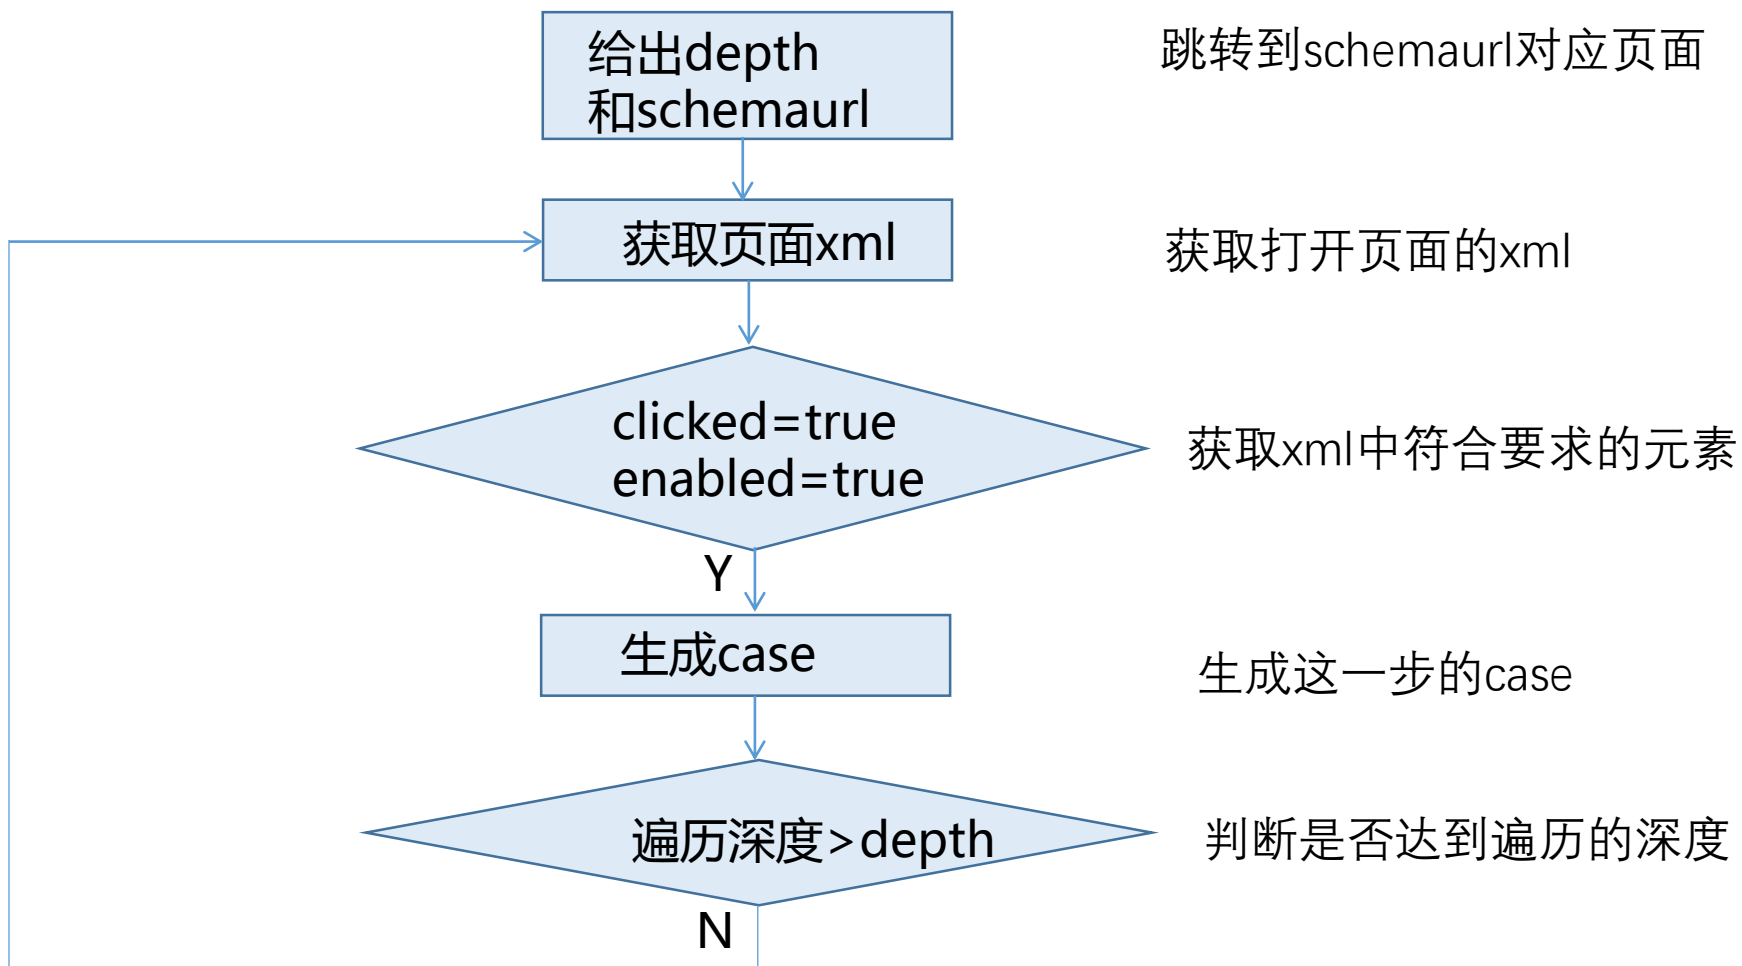 给出depth
和schemaurl
跳转到schemaurl对应页面
获取页面xml
获取打开页面的xml
clicked=true
enabled=true
获取xml中符合要求的元素
Y
生成case
生成这一步的case
遍历深度>depth
判断是否达到遍历的深度
N